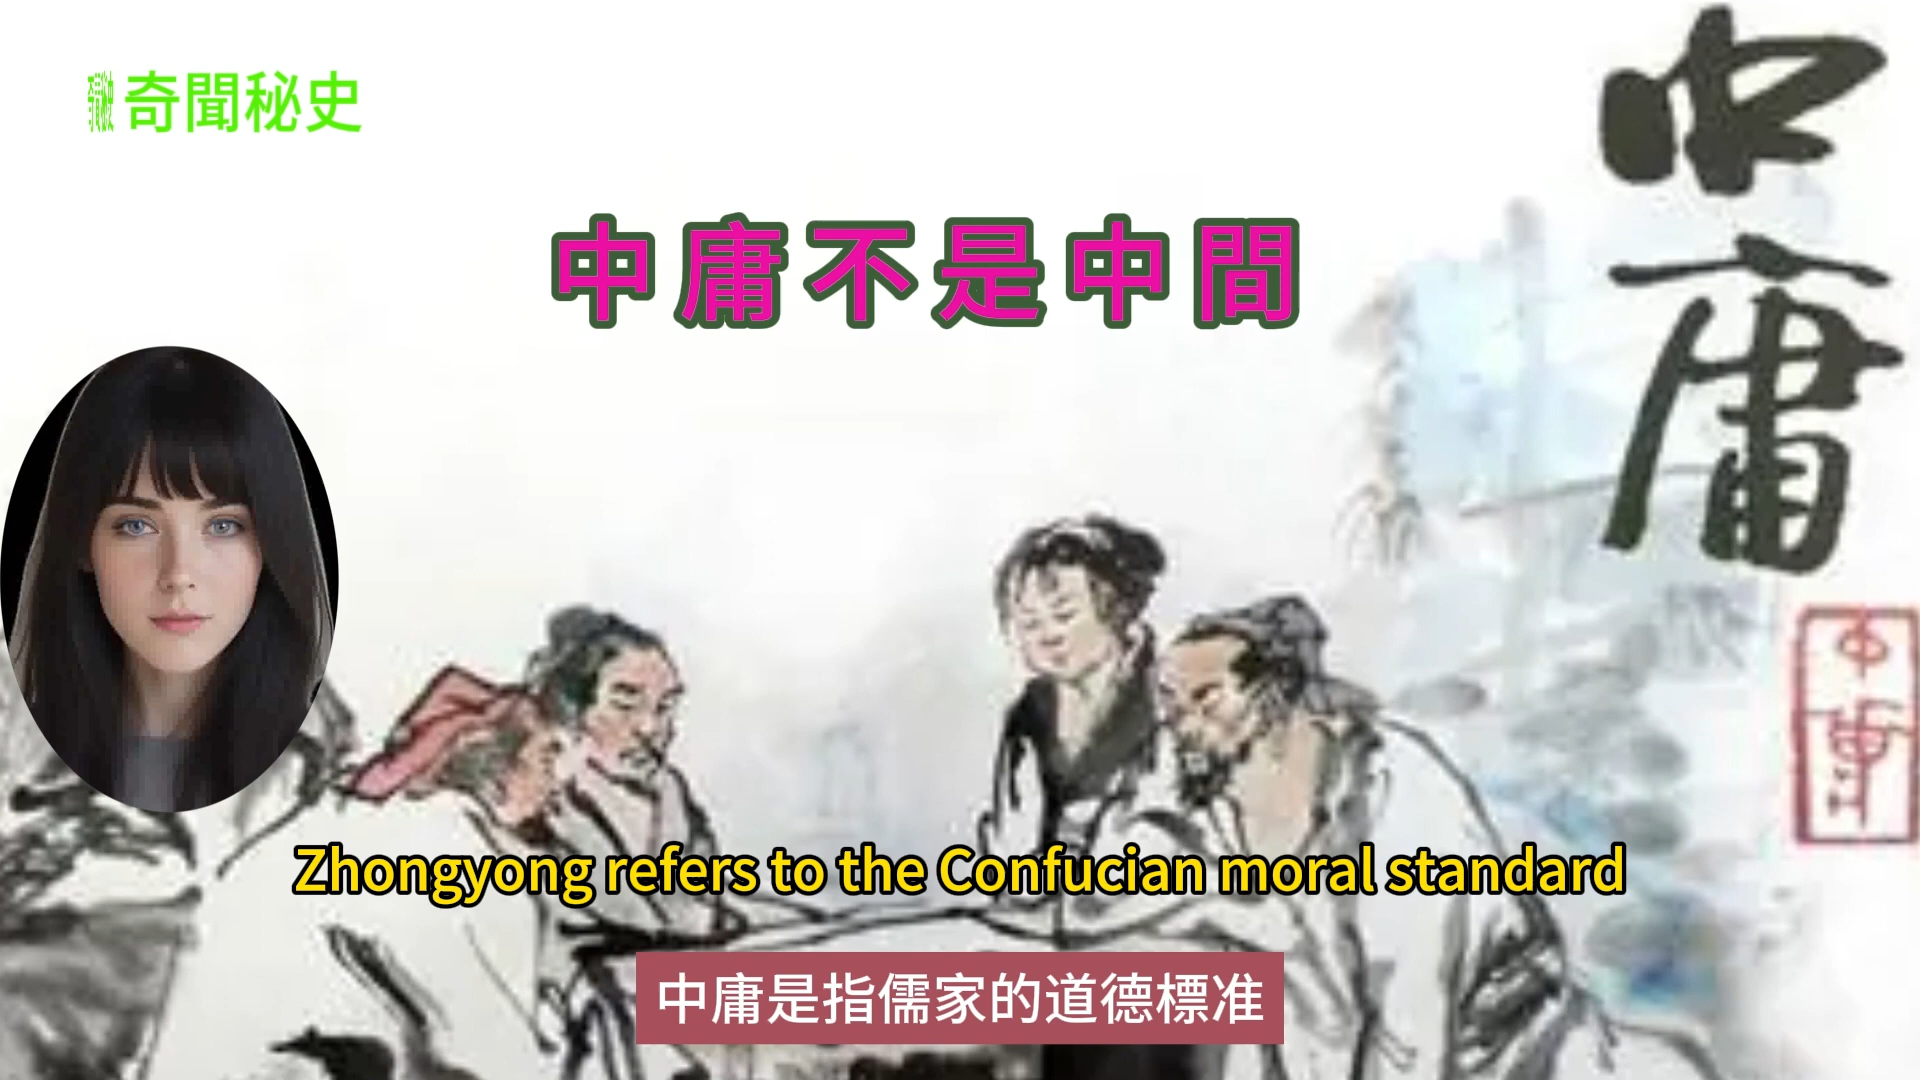 奇聞秘史
中庸不是中間
中庸
Zhongyong refers to the Confucian moral standard
中庸是指儒家的道德標准